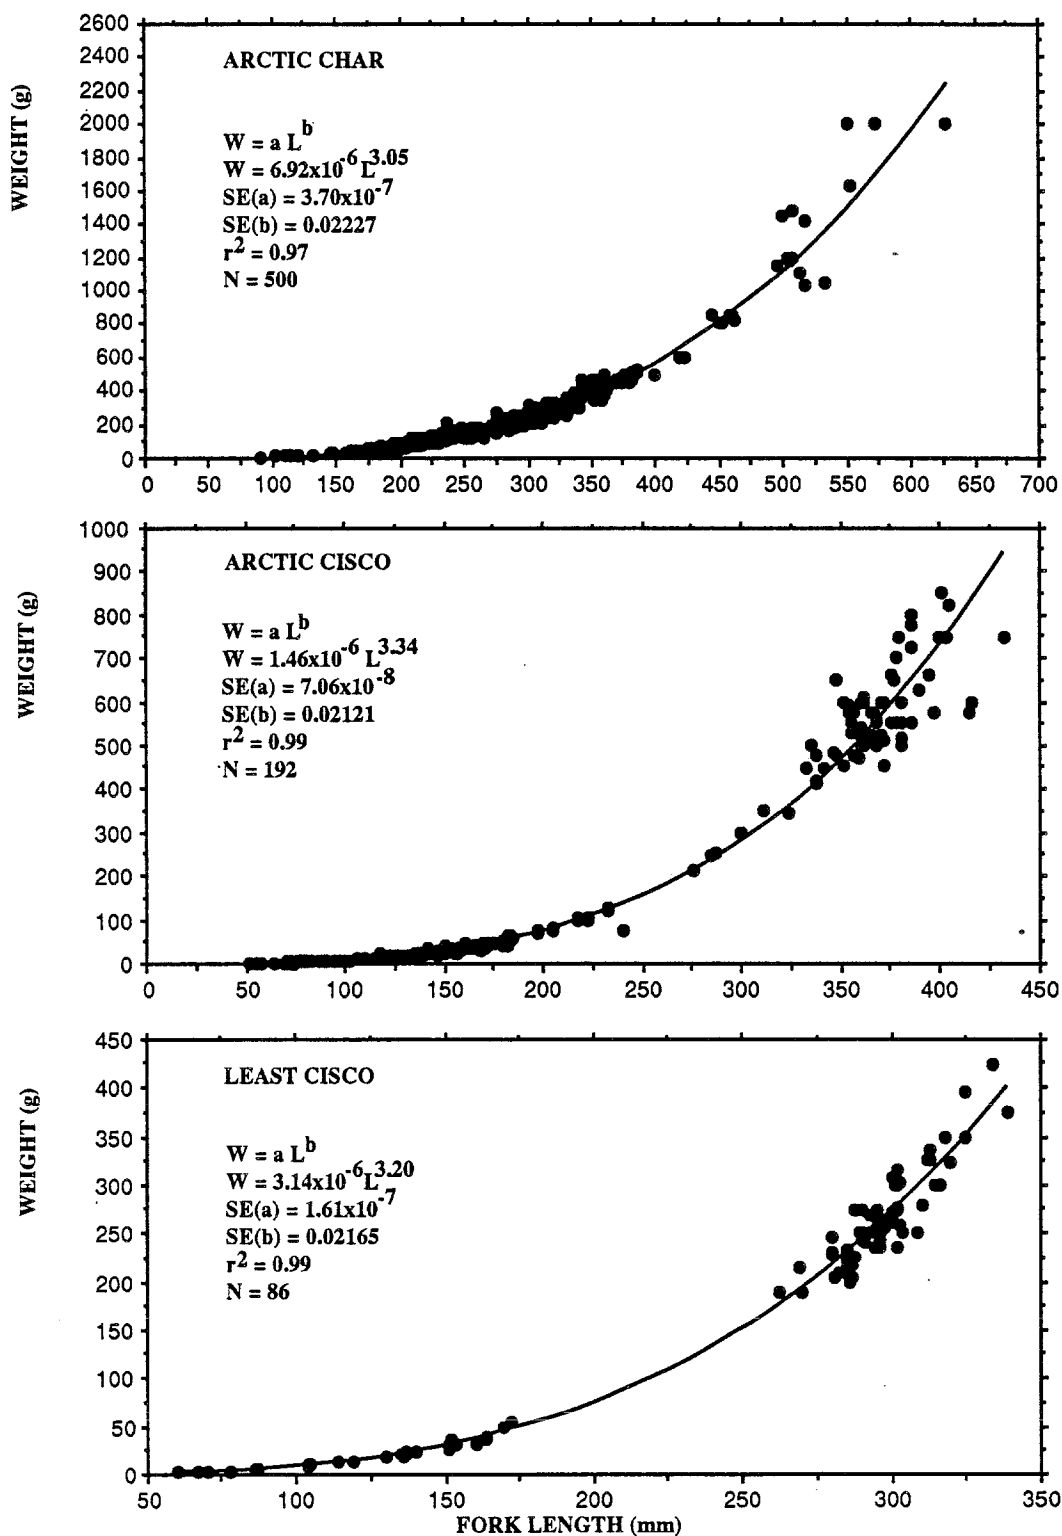 2600
2400
2200
2000
1800
1600
1400
1200
1000
800
600
400
200
0
WEIGHT (g)
ARCTIC CHAR
W = a L^b
W = 6.92x10^-6 L^3.05
SE(a) = 3.70x10^-7
SE(b) = 0.02227
r^2 = 0.97
N = 500
0 50 100 150 200 250 300 350 400 450 500 550 600 650 700
1000
900
800
700
600
500
400
300
200
100
0
WEIGHT (g)
ARCTIC CISCO
W = a L^b
W = 1.46x10^-6 L^3.34
SE(a) = 7.06x10^-8
SE(b) = 0.02121
r^2 = 0.99
N = 192
0 50 100 150 200 250 300 350 400 450
450
400
350
300
250
200
150
100
50
0
WEIGHT (g)
LEAST CISCO
W = a L^b
W = 3.14x10^-6 L^3.20
SE(a) = 1.61x10^-7
SE(b) = 0.02165
r^2 = 0.99
N = 86
50 100 150 200 250 300 350
FORK LENGTH (mm)